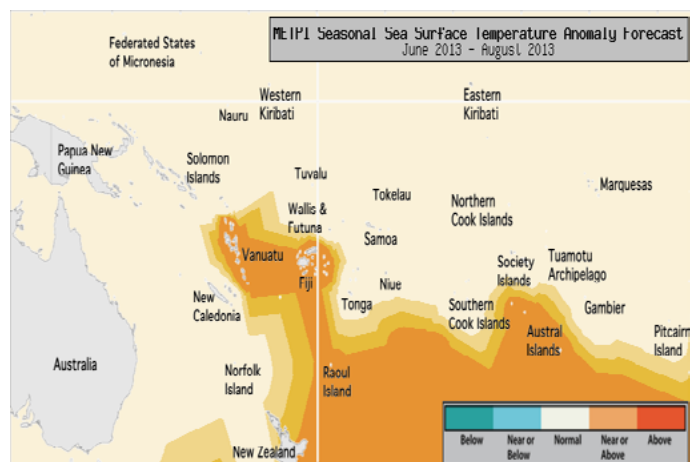 METPI Seasonal Sea Surface Temperature Anomaly Forecast
June 2013 - August 2013
Federated States
of Micronesia
Western
Kiribati
Eastern
Kiribati
Nauru
Papua New
Guinea
Solomon
Islands
Tuvalu
Tokelau
Marquesas
Wallis &
Futuna
Northern
Cook Islands
Samoa
Vanuatu
Fiji
Society
Islands
Tuamotu
Archipelago
Niue
New
Caledonia
Tonga
Southern
Cook Islands
Gambier
Austral
Islands
Pitcairn
Island
Australia
Norfolk
Island
Raoul
Island
New Zealand
Below
Near or
Below
Normal
Near or
Above
Above